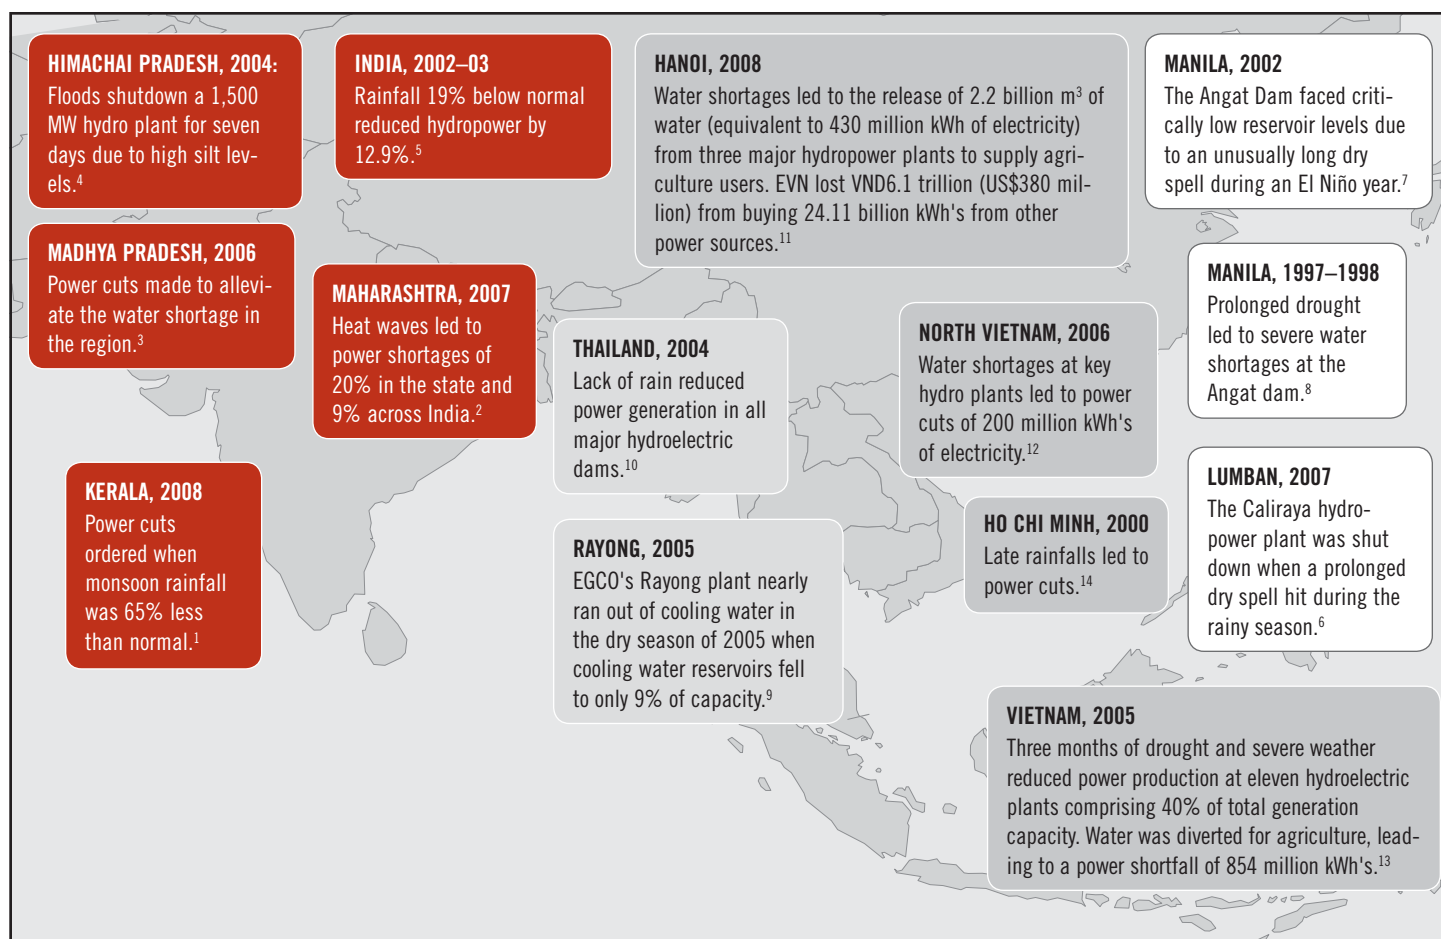 HIMACHAI PRADESH, 2004:
Floods shutdown a 1,500
MW hydro plant for seven
days due to high silt lev-
els.4
INDIA, 2002–03
Rainfall 19% below normal
reduced hydropower by
12.9%.5
HANOI, 2008
Water shortages led to the release of 2.2 billion m3 of
water (equivalent to 430 million kWh of electricity)
from three major hydropower plants to supply agri-
culture users. EVN lost VND6.1 trillion (US$380 mil-
lion) from buying 24.11 billion kWh's from other
power sources.11
MANILA, 2002
The Angat Dam faced criti-
cally low reservoir levels due
to an unusually long dry
spell during an El Niño year.7
MADHYA PRADESH, 2006
Power cuts made to allevi-
ate the water shortage in
the region.3
MAHARASHTRA, 2007
Heat waves led to
power shortages of
20% in the state and
9% across India.2
THAILAND, 2004
Lack of rain reduced
power generation in all
major hydroelectric
dams.10
NORTH VIETNAM, 2006
Water shortages at key
hydro plants led to power
cuts of 200 million kWh's
of electricity.12
MANILA, 1997–1998
Prolonged drought
led to severe water
shortages at the
Angat dam.8
KERALA, 2008
Power cuts
ordered when
monsoon rainfall
was 65% less
than normal.1
RAYONG, 2005
EGCO's Rayong plant nearly
ran out of cooling water in
the dry season of 2005 when
cooling water reservoirs fell
to only 9% of capacity.9
HO CHI MINH, 2000
Late rainfalls led to
power cuts.14
LUMBAN, 2007
The Caliraya hydro-
power plant was shut
down when a prolonged
dry spell hit during the
rainy season.6
VIETNAM, 2005
Three months of drought and severe weather
reduced power production at eleven hydroelectric
plants comprising 40% of total generation
capacity. Water was diverted for agriculture, lead-
ing to a power shortfall of 854 million kWh's.13